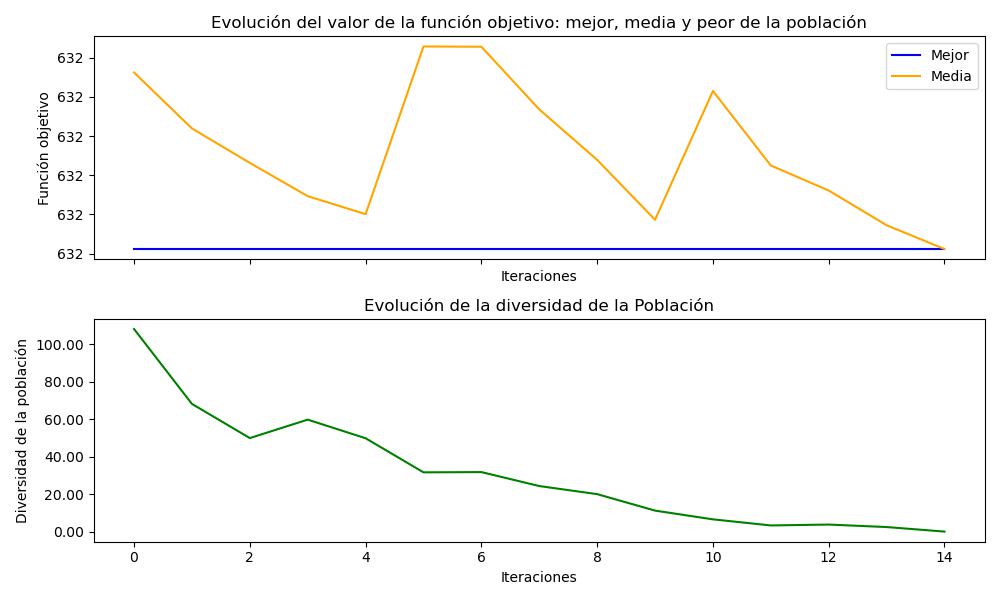 Evolución del valor de la función objetivo: mejor, media y peor de la población
632
632
632
632
632
632
Función objetivo
Mejor
Media
Iteraciones
Evolución de la diversidad de la Población
100.00
80.00
60.00
40.00
20.00
0.00
Diversidad de la población
0 2 4 6 8 10 12 14
Iteraciones